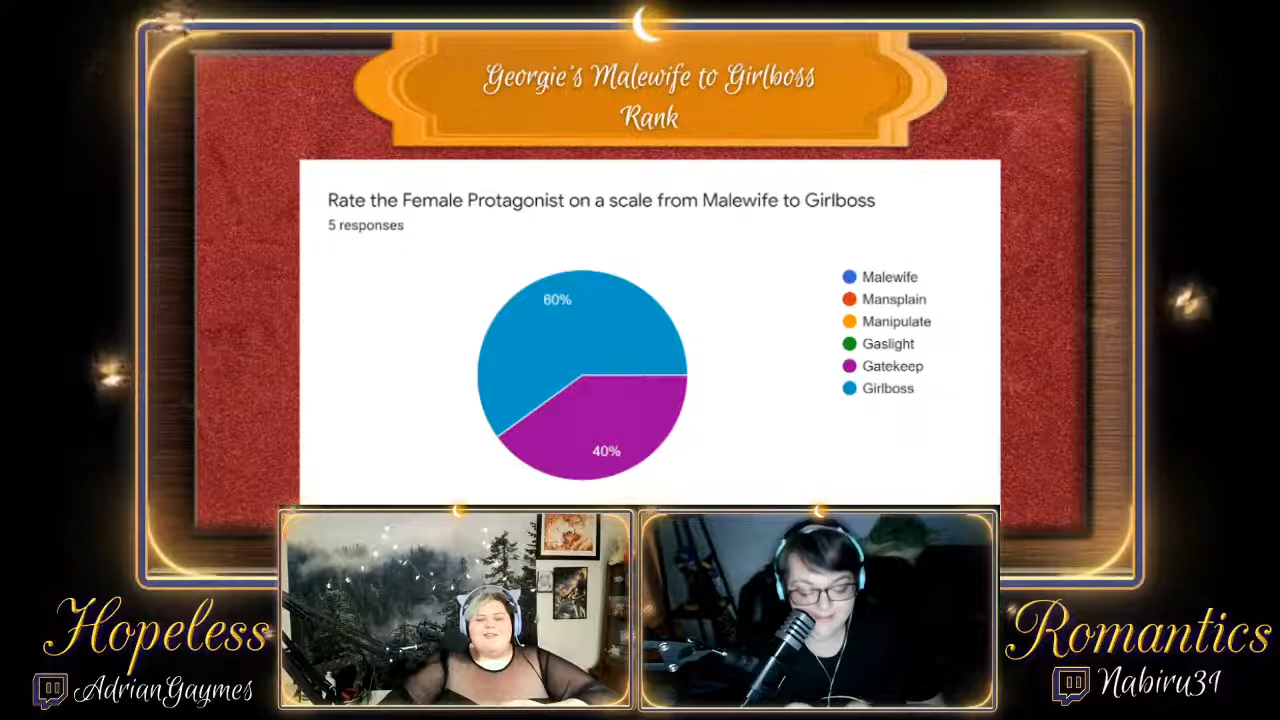 Georgie's Malewife to Girlboss
Rank
Rate the Female Protagonist on a scale from Malewife to Girlboss
5 responses
60%
40%
Malewife
Mansplain
Manipulate
Gaslight
Gatekeep
Girlboss
Hopeless
AdrianGaymes
Romantics
Nabiru31